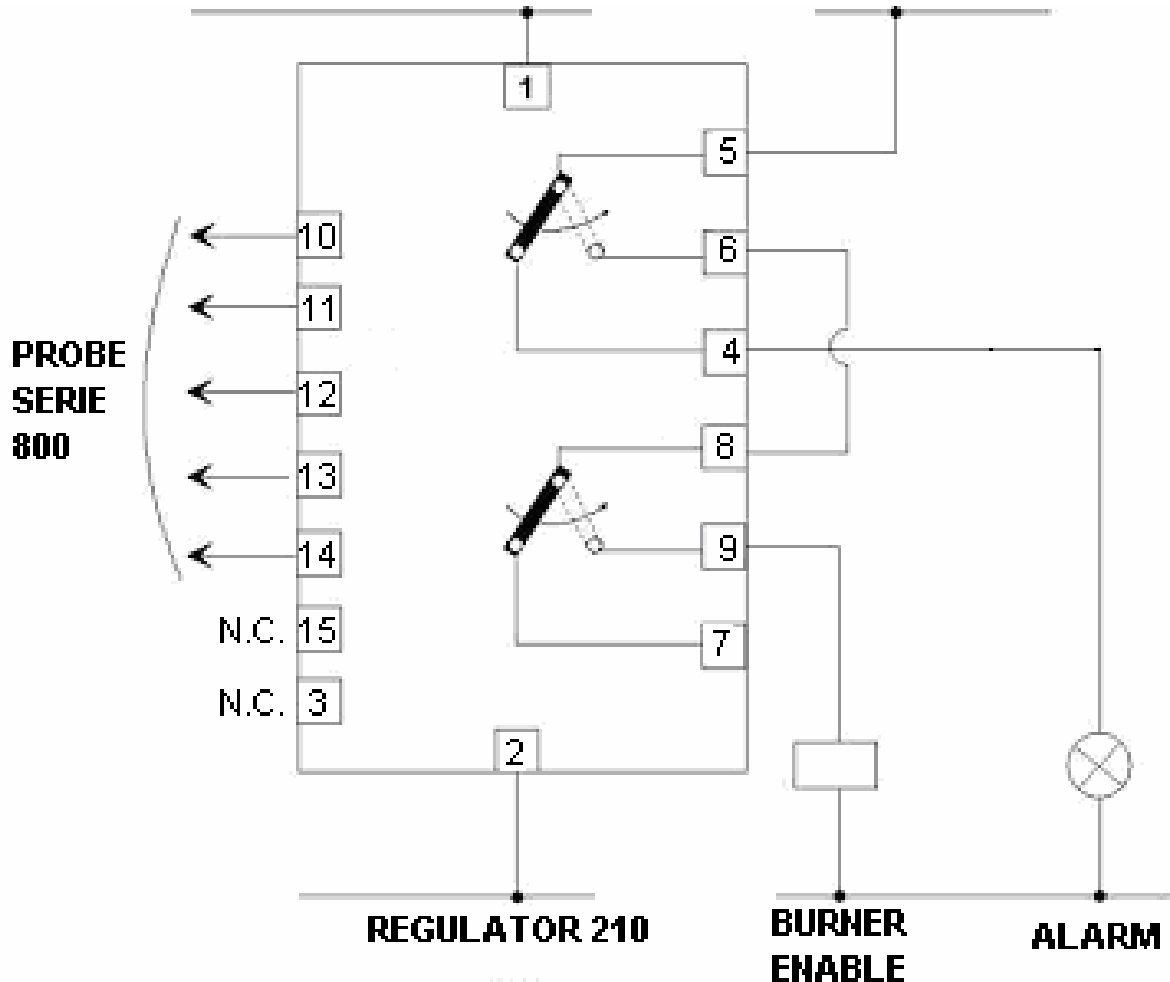 1
5
10
6
11
4
PROBE
SERIE
800
12
8
13
9
14
N.C. 15
7
N.C. 3
2
REGULATOR 210
BURNER
ENABLE
ALARM